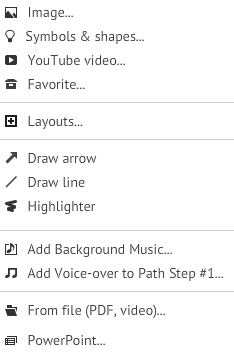 Image...
Symbols & shapes...
YouTube video...
Favorite...
Layouts...
Draw arrow
Draw line
Highlighter
Add Background Music...
Add Voice-over to Path Step #1...
From file (PDF, video)...
PowerPoint...